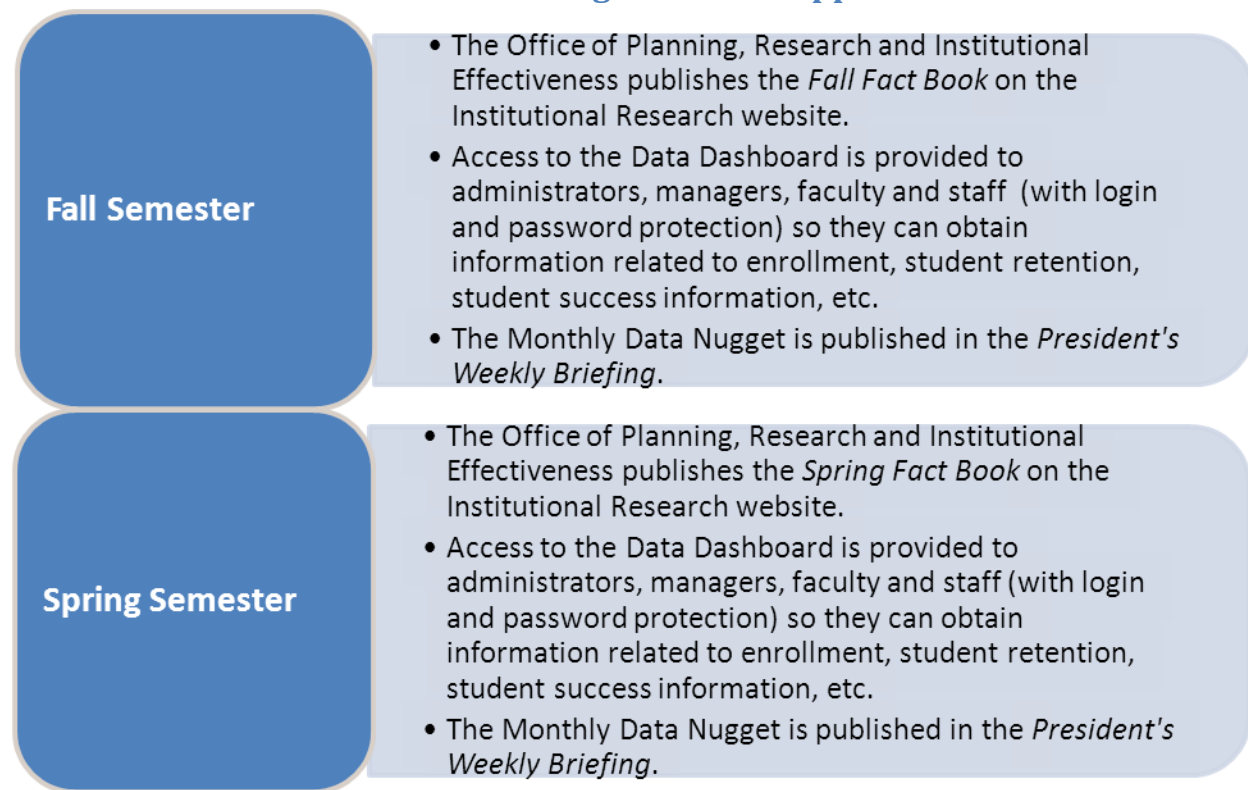 Fall Semester
• The Office of Planning, Research and Institutional
Effectiveness publishes the Fall Fact Book on the
Institutional Research website.
• Access to the Data Dashboard is provided to
administrators, managers, faculty and staff (with login
and password protection) so they can obtain
information related to enrollment, student retention,
student success information, etc.
• The Monthly Data Nugget is published in the President's
Weekly Briefing.
Spring Semester
• The Office of Planning, Research and Institutional
Effectiveness publishes the Spring Fact Book on the
Institutional Research website.
• Access to the Data Dashboard is provided to
administrators, managers, faculty and staff (with login
and password protection) so they can obtain
information related to enrollment, student retention,
student success information, etc.
• The Monthly Data Nugget is published in the President's
Weekly Briefing.